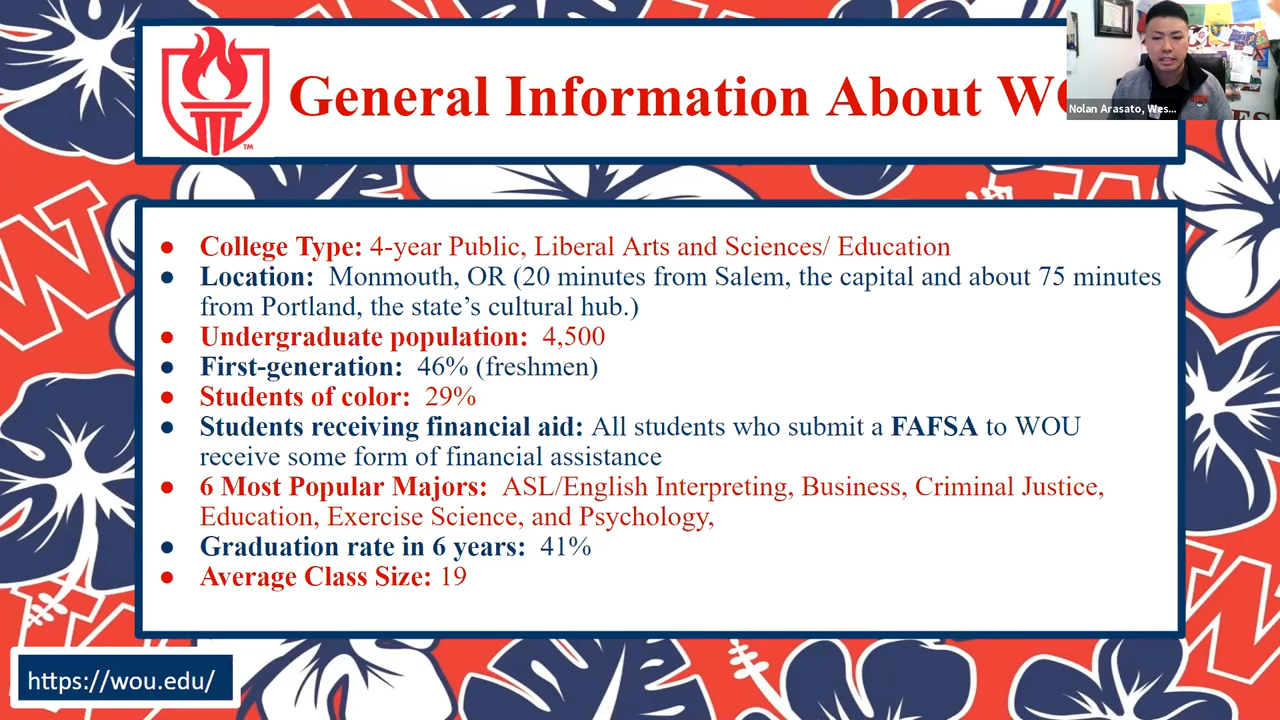 General Information About W
Nolan Arasato, Wes...
TM
• College Type: 4-year Public, Liberal Arts and Sciences/ Education
• Location: Monmouth, OR (20 minutes from Salem, the capital and about 75 minutes
from Portland, the state’s cultural hub.)
• Undergraduate population: 4,500
• First-generation: 46% (freshmen)
• Students of color: 29%
• Students receiving financial aid: All students who submit a FAFSA to WOU
receive some form of financial assistance
• 6 Most Popular Majors: ASL/English Interpreting, Business, Criminal Justice,
Education, Exercise Science, and Psychology,
• Graduation rate in 6 years: 41%
• Average Class Size: 19
https://wou.edu/